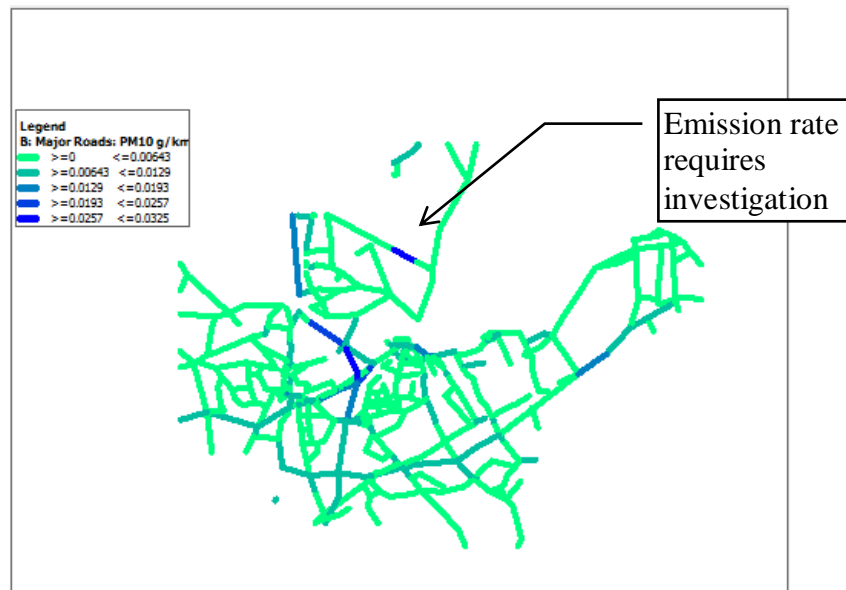 Legend
B: Major Roads: PM10 g/km
>=0 <=0.00643
>=0.00643 <=0.0129
>=0.0129 <=0.0193
>=0.0193 <=0.0257
>=0.0257 <=0.0325
Emission rate
requires
investigation